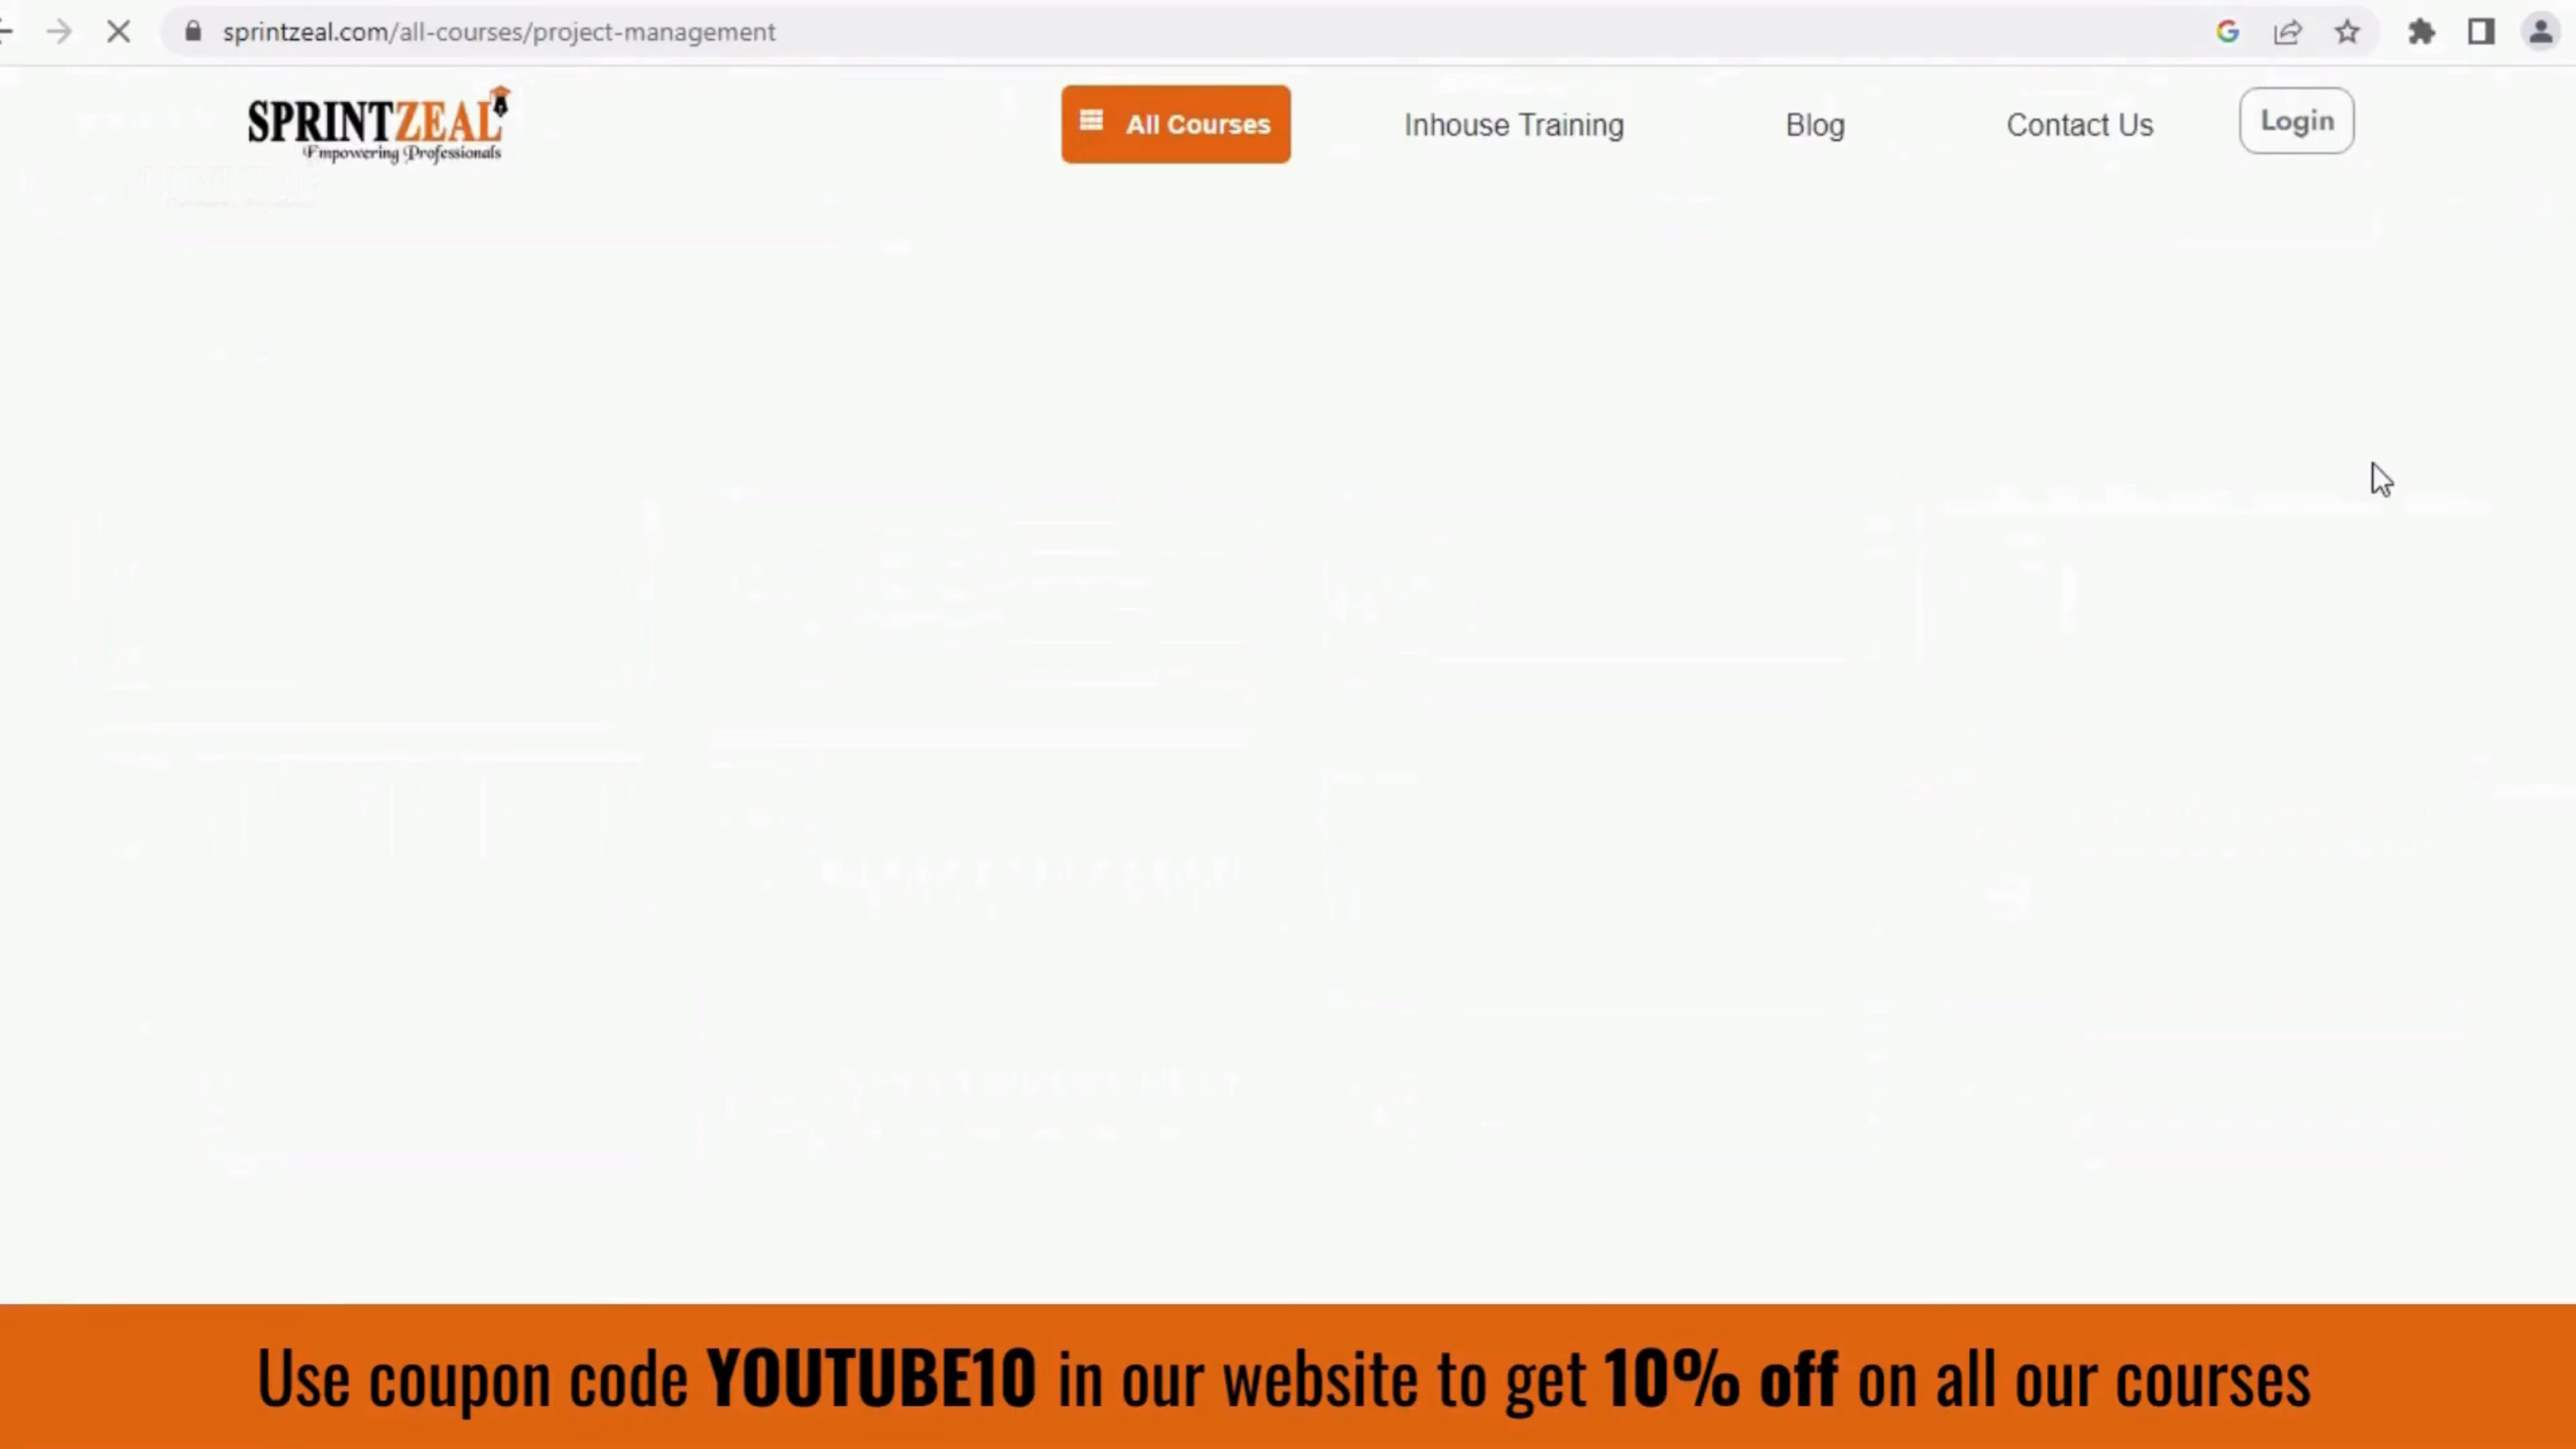 sprintzeal.com/all-courses/project-management
SPRINTZEAL
Empowering Professionals
All Courses
Inhouse Training
Blog
Contact Us
Login
Use coupon code YOUTUBE10 in our website to get 10% off on all our courses